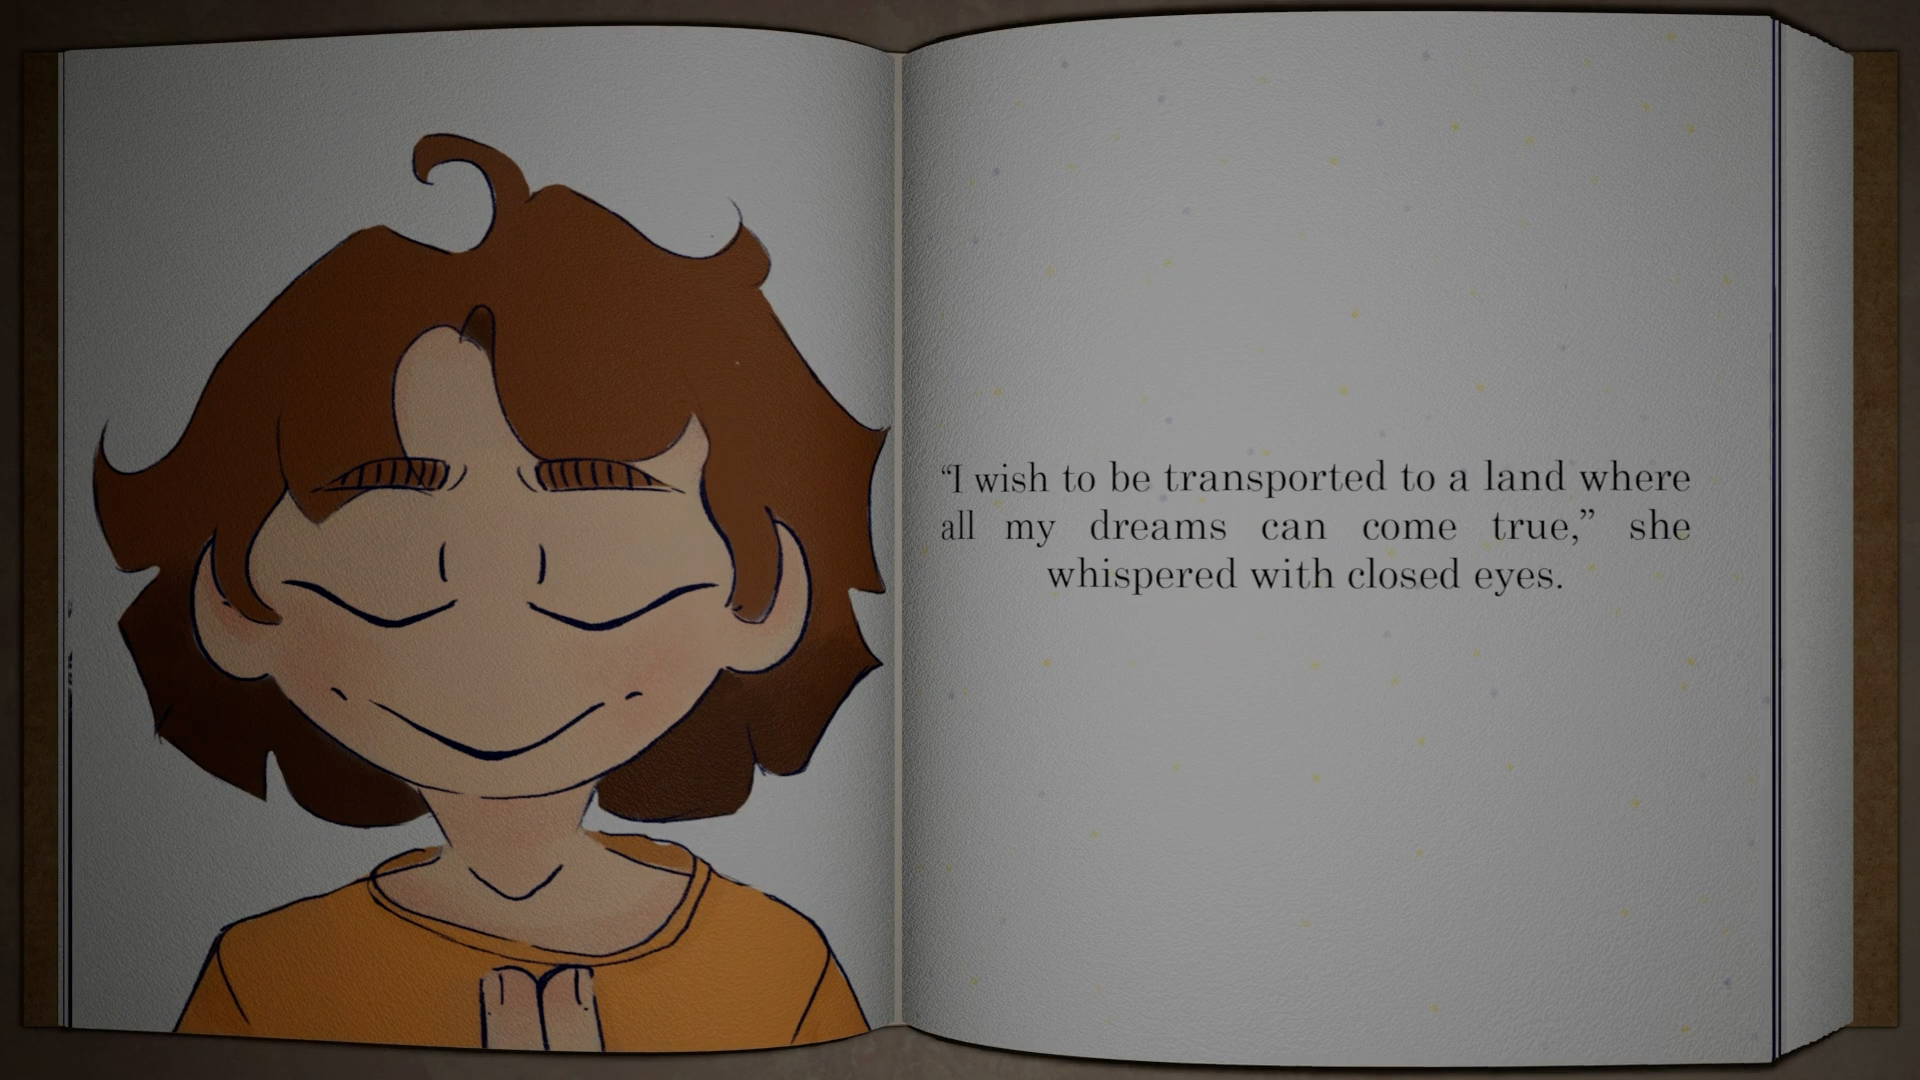 “I wish to be transported to a land where
all my dreams can come true,” she
whispered with closed eyes.